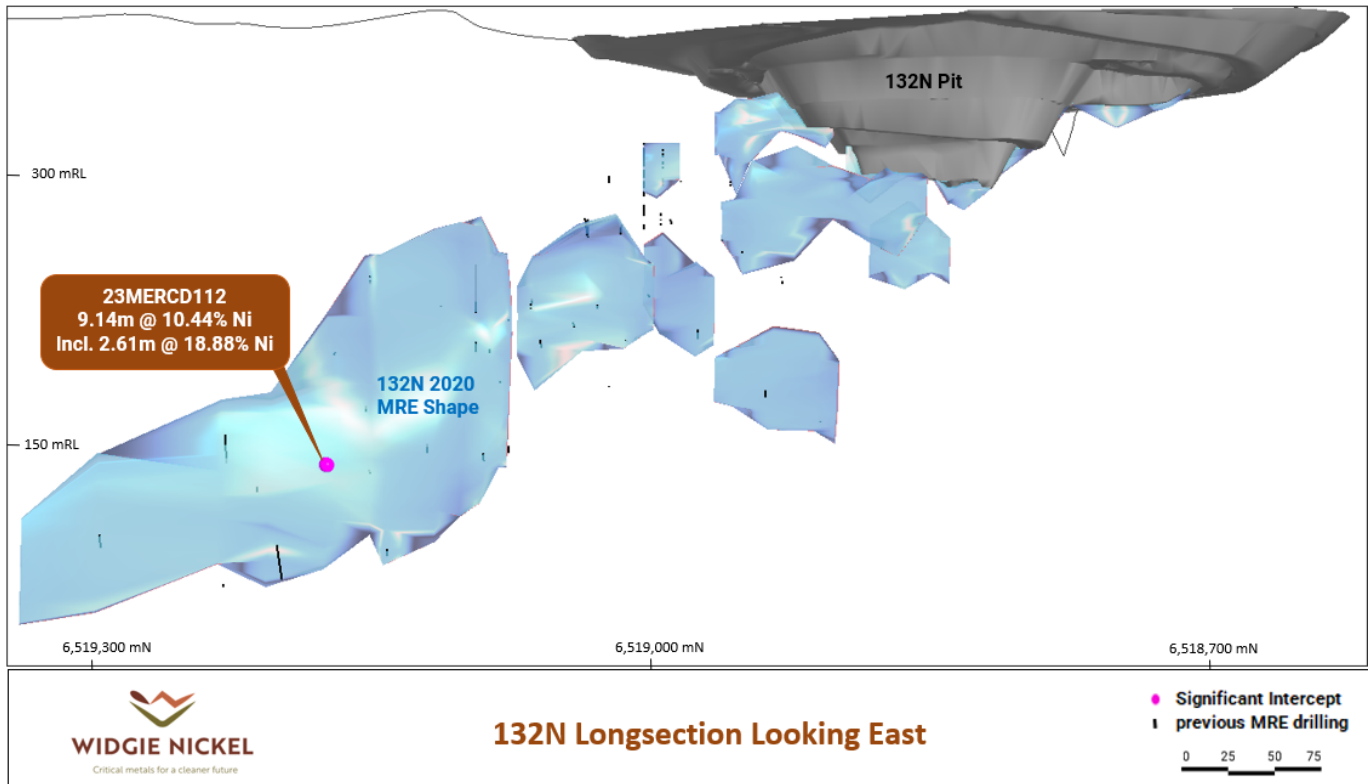 132N Pit
300 mRL
23MERCD112
9.14m @ 10.44% Ni
Incl. 2.61m @ 18.88% Ni
132N 2020
MRE Shape
150 mRL
6,519,300 mN
6,519,000 mN
6,518,700 mN
WIDGIE NICKEL
Critical metals for a cleaner future
132N Longsection Looking East
Significant Intercept
previous MRE drilling
0 25 50 75